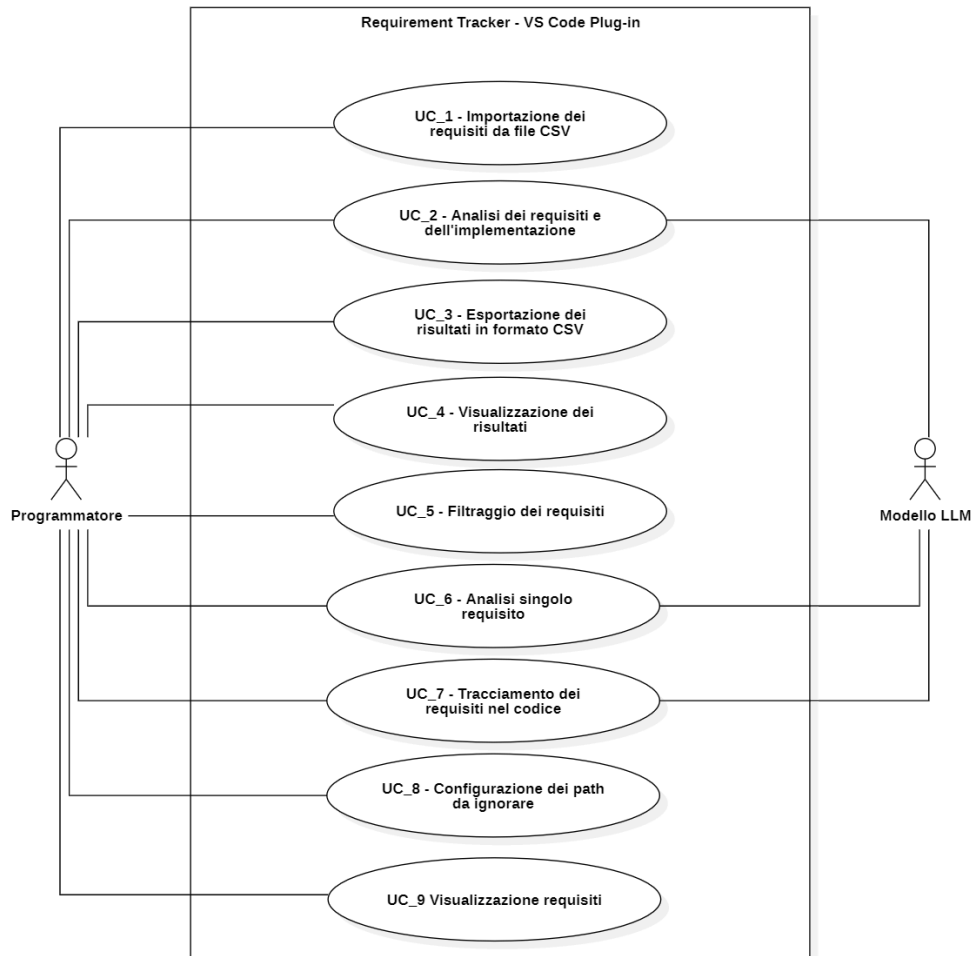 Requirement Tracker - VS Code Plug-in
UC_1 - Importazione dei
requisiti da file CSV
UC_2 - Analisi dei requisiti e
dell'implementazione
UC_3 - Esportazione dei
risultati in formato CSV
UC_4 - Visualizzazione dei
risultati
Programmatore
UC_5 - Filtraggio dei requisiti
Modello LLM
UC_6 - Analisi singolo
requisito
UC_7 - Tracciamento dei
requisiti nel codice
UC_8 - Configurazione dei path
da ignorare
UC_9 Visualizzazione requisiti